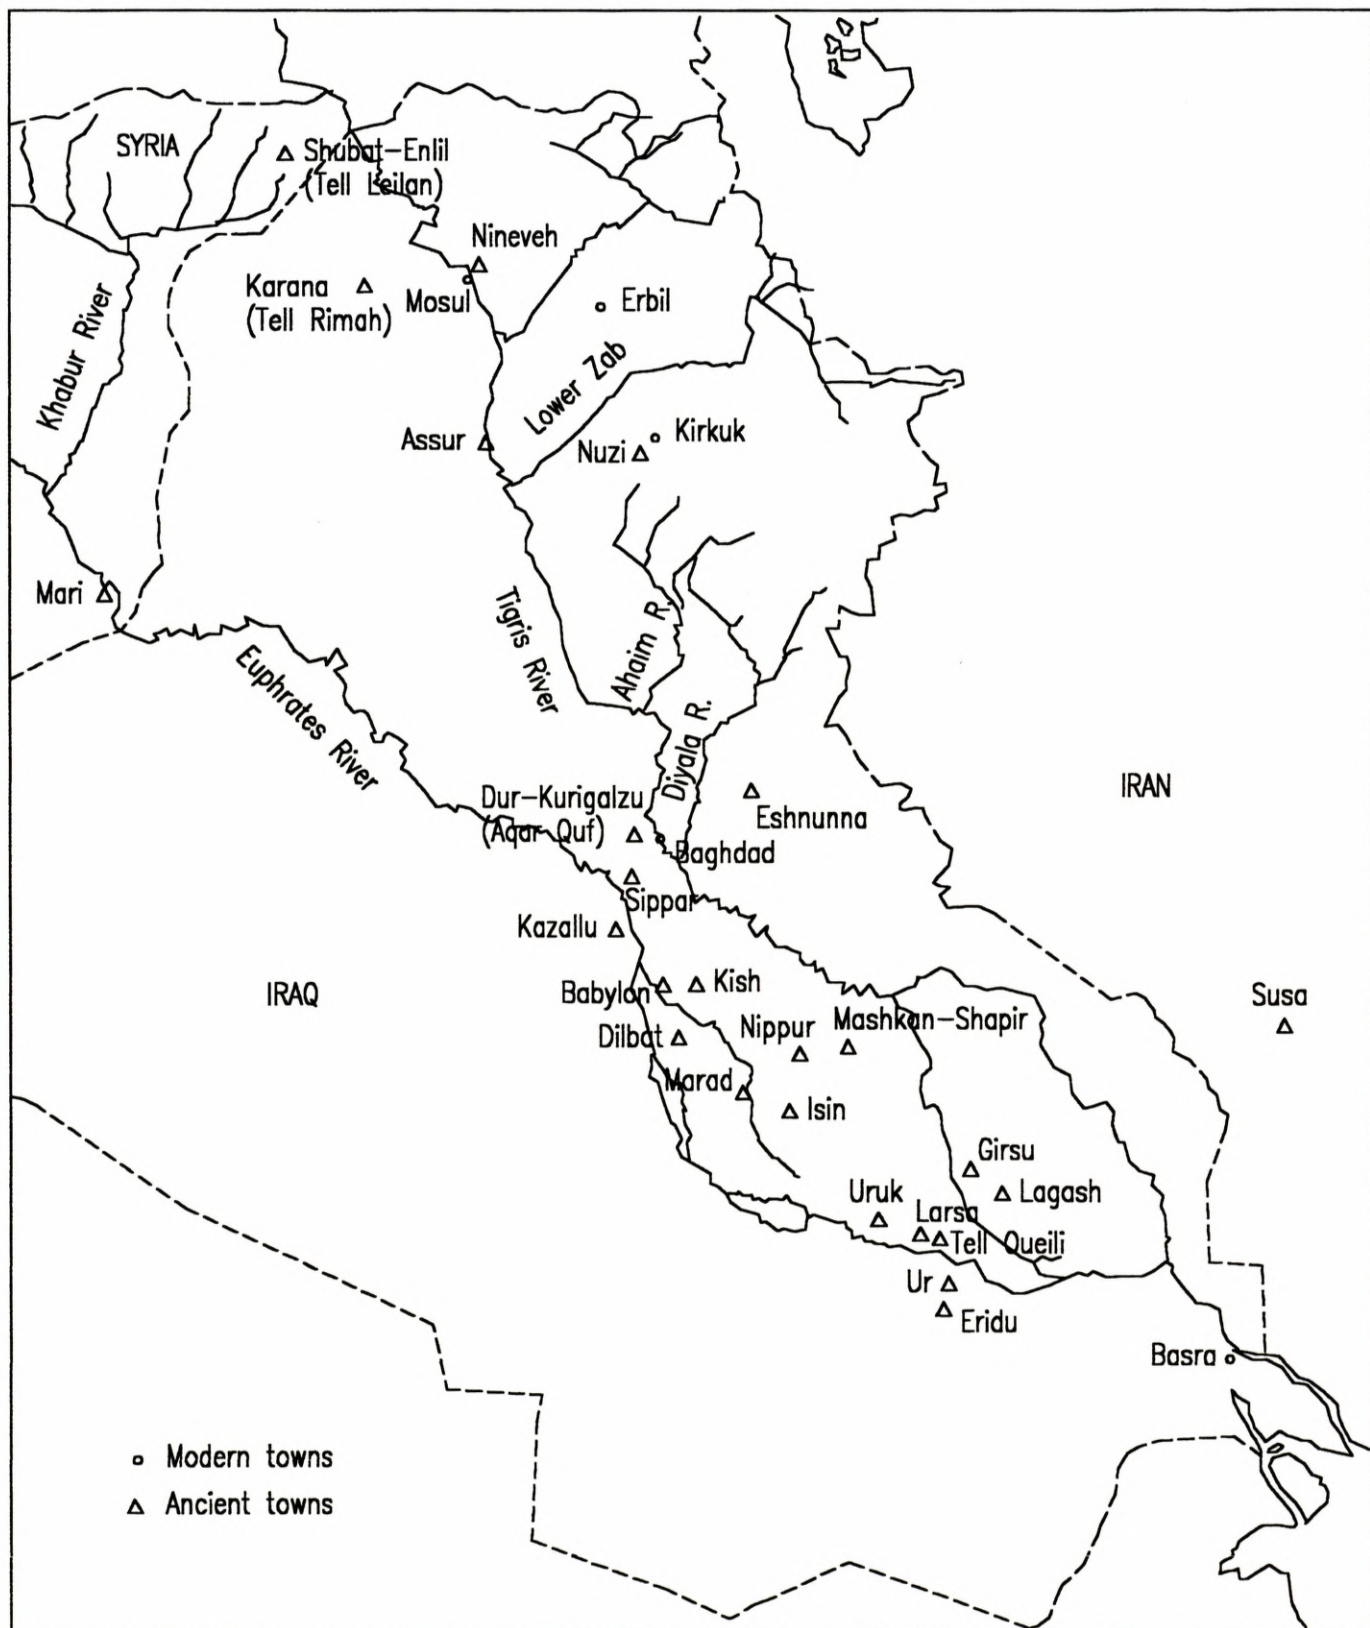 SYRIA
Shubat-Enlil
(Tell Leilan)
Nineveh
Karana
(Tell Rimah)
Mosul
Erbil
Khabur River
Lower Zab
Assur
Kirkuk
Nuzi
Mari
Tigris River
Ahaim R.
Euphrates River
Diyala R.
IRAN
Dur-Kurigalzu
(Aqar Quf)
Eshnunna
Baghdad
Sippar
Kazallu
IRAQ
Babylon
Kish
Susa
Dilbat
Nippur
Mashkan-Shapir
Marad
Isin
Girsu
Lagash
Uruk
Larsa
Tell Oueili
Ur
Eridu
Basra
Modern towns
Ancient towns